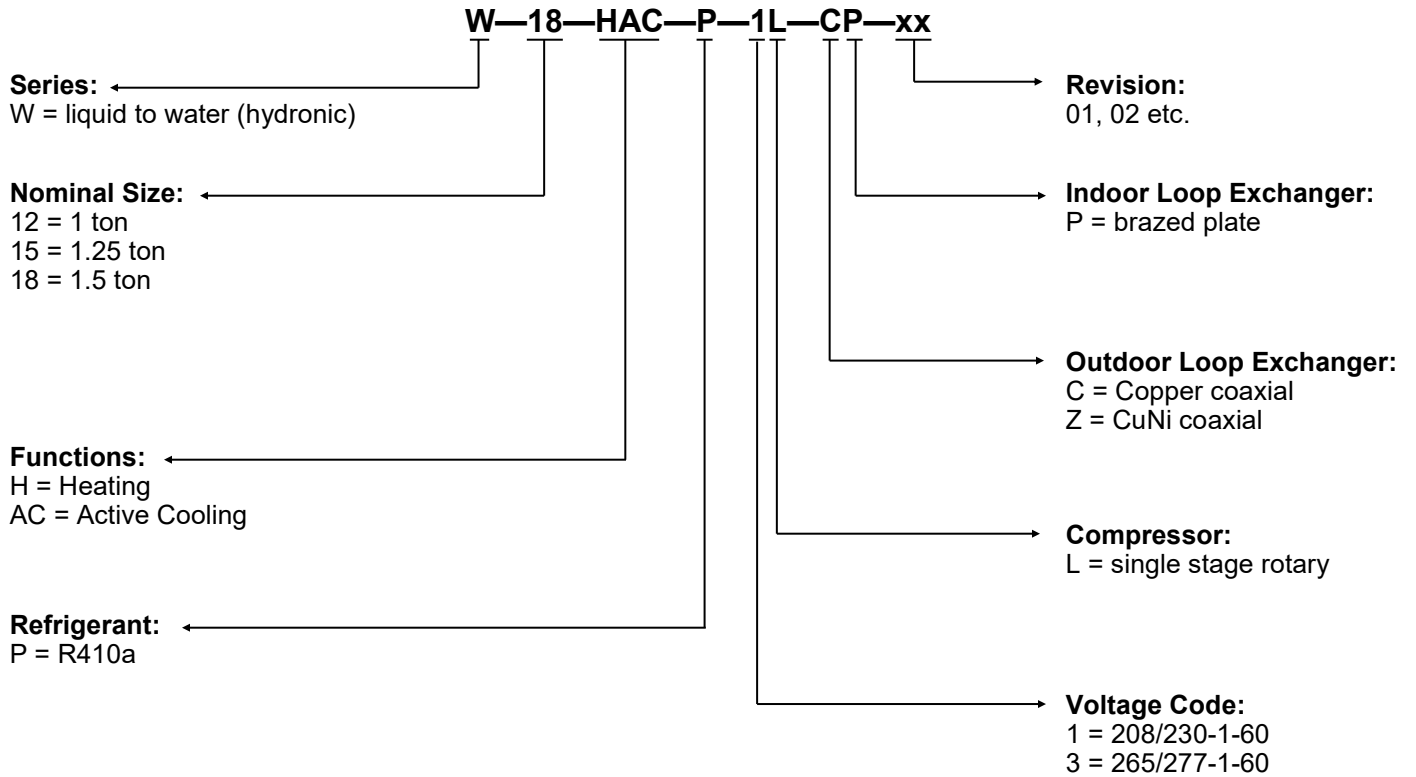 W—18—HAC—P—1L—CP—xx
Series:
W = liquid to water (hydronic)
Nominal Size:
12 = 1 ton
15 = 1.25 ton
18 = 1.5 ton
Functions:
H = Heating
AC = Active Cooling
Refrigerant:
P = R410a
Revision:
01, 02 etc.
Indoor Loop Exchanger:
P = brazed plate
Outdoor Loop Exchanger:
C = Copper coaxial
Z = CuNi coaxial
Compressor:
L = single stage rotary
Voltage Code:
1 = 208/230-1-60
3 = 265/277-1-60